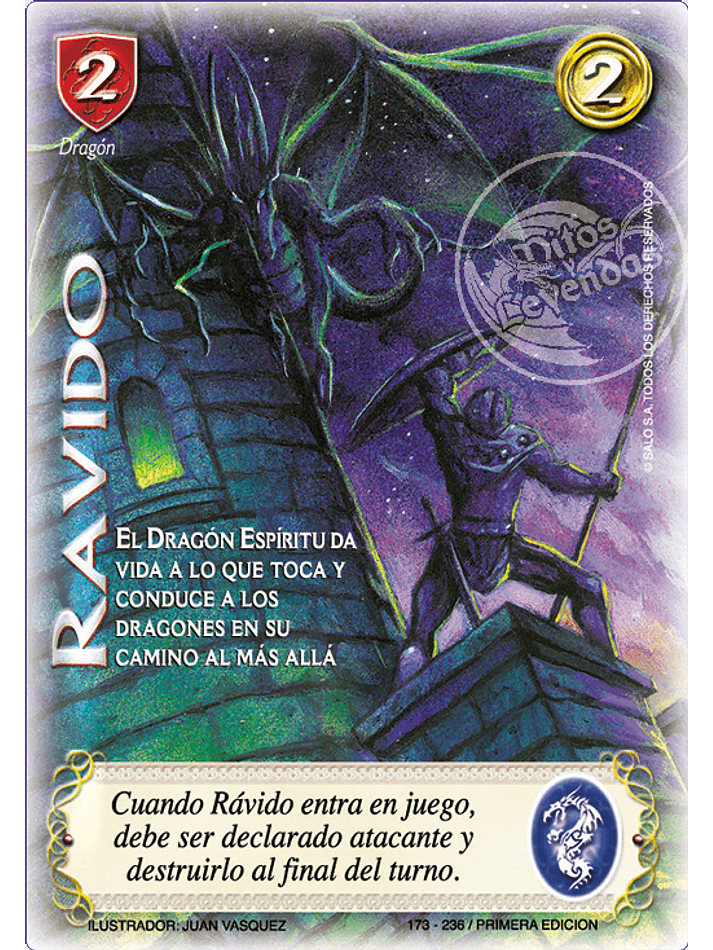 2
2
Dragón
Mitos
y
Leyendas
© SALO S.A. TODOS LOS DERECHOS RESERVADOS
RAVIDO
EL DRAGÓN ESPÍRITU DA
VIDA A LO QUE TOCA Y
CONDUCE A LOS
DRAGONES EN SU
CAMINO AL MÁS ALLÁ
Cuando Rávido entra en juego,
debe ser declarado atacante y
destruirlo al final del turno.
ILUSTRADOR: JUAN VASQUEZ
173 - 236 / PRIMERA EDICION